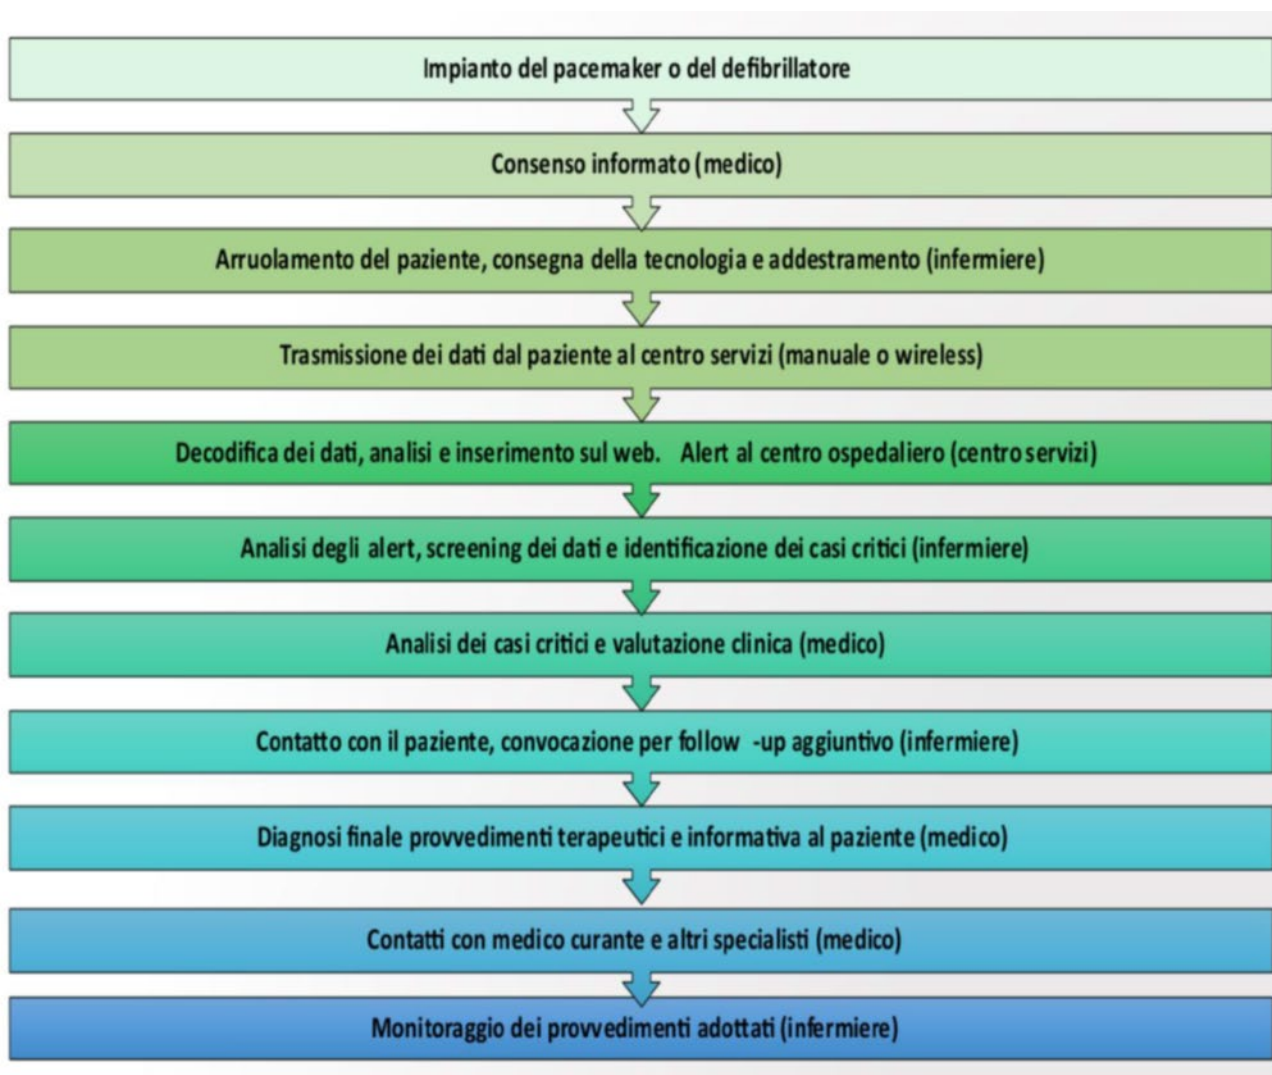 Impianto del pacemaker o del defibrillatore
Consenso informato (medico)
Arruolamento del paziente, consegna della tecnologia e addestramento (infermiere)
Trasmissione dei dati dal paziente al centro servizi (manuale o wireless)
Decodifica dei dati, analisi e inserimento sul web. Alert al centro ospedaliero (centro servizi)
Analisi degli alert, screening dei dati e identificazione dei casi critici (infermiere)
Analisi dei casi critici e valutazione clinica (medico)
Contatto con il paziente, convocazione per follow -up aggiuntivo (infermiere)
Diagnosi finale provvedimenti terapeutici e informativa al paziente (medico)
Contatti con medico curante e altri specialisti (medico)
Monitoraggio dei provvedimenti adottati (infermiere)